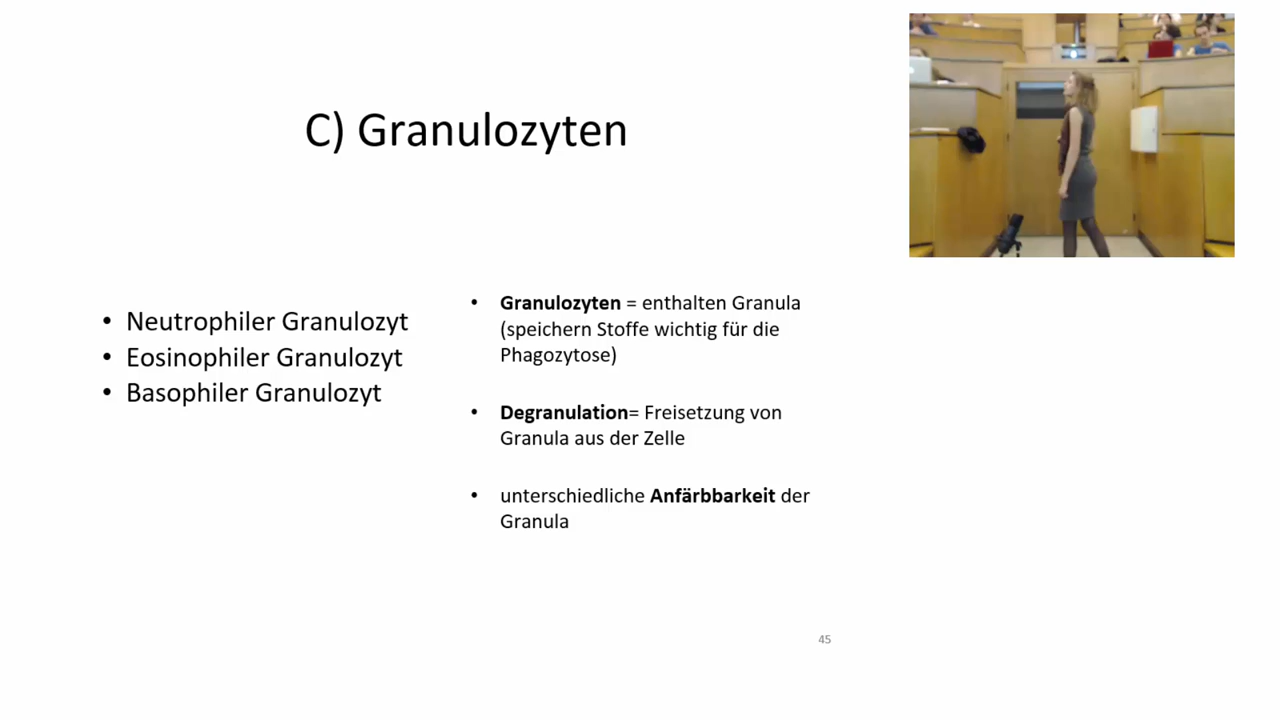 C) Granulozyten
• Neutrophiler Granulozyt
• Eosinophiler Granulozyt
• Basophiler Granulozyt
• Granulozyten = enthalten Granula
(speichern Stoffe wichtig für die
Phagozytose)
• Degranulation= Freisetzung von
Granula aus der Zelle
• unterschiedliche Anfärbbarkeit der
Granula
45